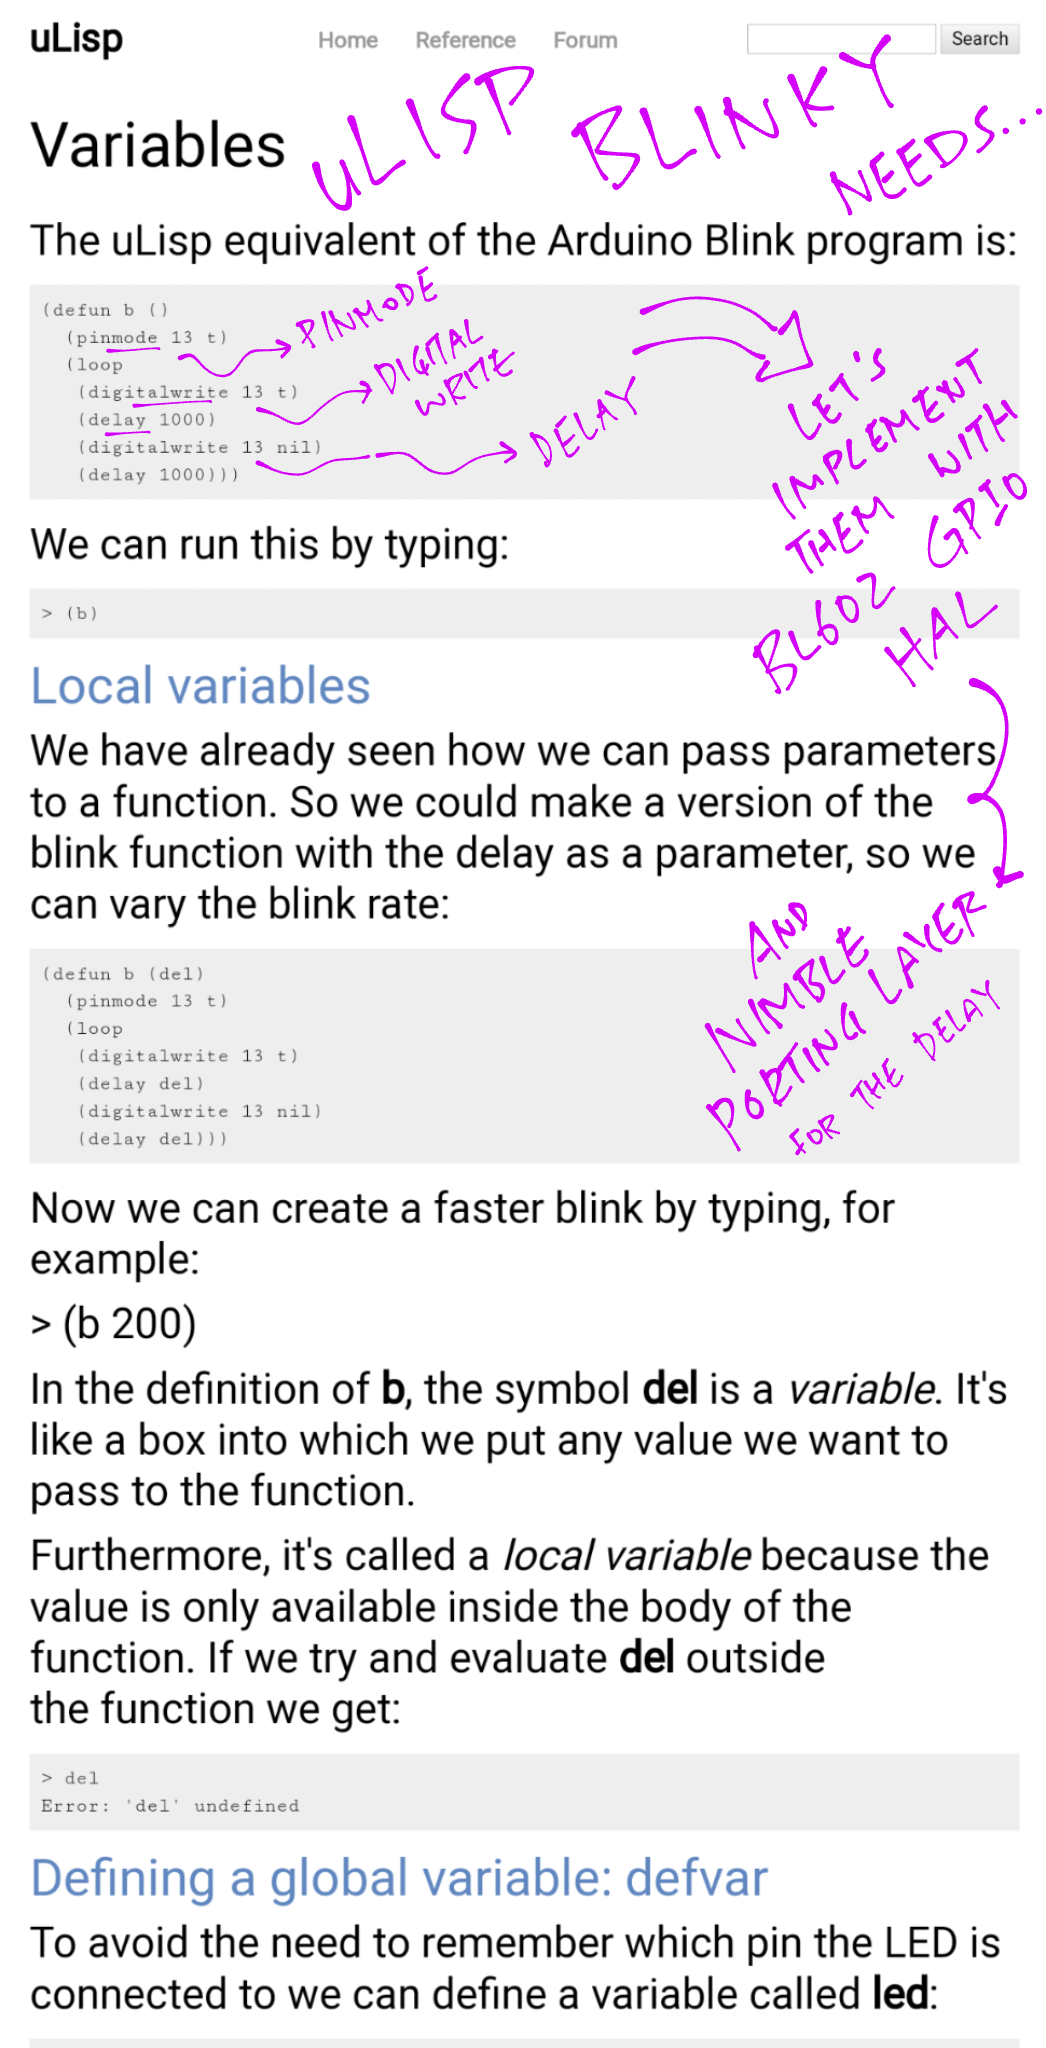 uLisp
Home Reference Forum
Search
Variables
uLISP BLINKY NEEDS...
The uLisp equivalent of the Arduino Blink program is:
(defun b ()
(pinmode 13 t)
(loop
(digitalwrite 13 t)
(delay 1000)
(digitalwrite 13 nil)
(delay 1000)))
PINMODE
DIGITAL
WRITE
DELAY
LET'S
IMPLEMENT
THEM WITH
BL602 GPIO
HAL
We can run this by typing:
> (b)
Local variables
We have already seen how we can pass parameters
to a function. So we could make a version of the
blink function with the delay as a parameter, so we
can vary the blink rate:
AND
NIMBLE
PORTING LAYER
FOR THE DELAY
(defun b (del)
(pinmode 13 t)
(loop
(digitalwrite 13 t)
(delay del)
(digitalwrite 13 nil)
(delay del)))
Now we can create a faster blink by typing, for
example:
> (b 200)
In the definition of b, the symbol del is a variable. It's
like a box into which we put any value we want to
pass to the function.
Furthermore, it's called a local variable because the
value is only available inside the body of the
function. If we try and evaluate del outside
the function we get:
> del
Error: 'del' undefined
Defining a global variable: defvar
To avoid the need to remember which pin the LED is
connected to we can define a variable called led: